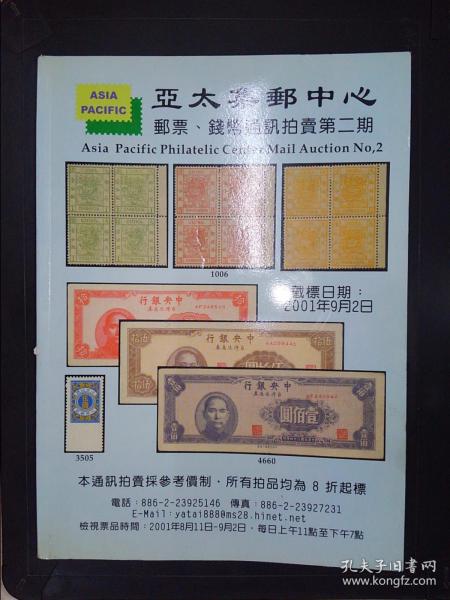 ASIA
PACIFIC
亞太集郵中心
郵票、錢幣通訊拍賣第二期
Asia Pacific Philatelic Center Mail Auction No,2
1006
截標日期：
2001年9月2日
中央銀行
中央銀行
中央銀行
壹佰圓
3505
4660
本通訊拍賣採參考價制，所有拍品均為 8 折起標
電話：886-2-23925146 傳真：886-2-23927231
E-Mail：yatai888@ms28.hinet.net
檢視票品時間：2001年8月11日-9月2日，每日上午11點至下午7點
孔夫子旧书网
www.kongfz.com